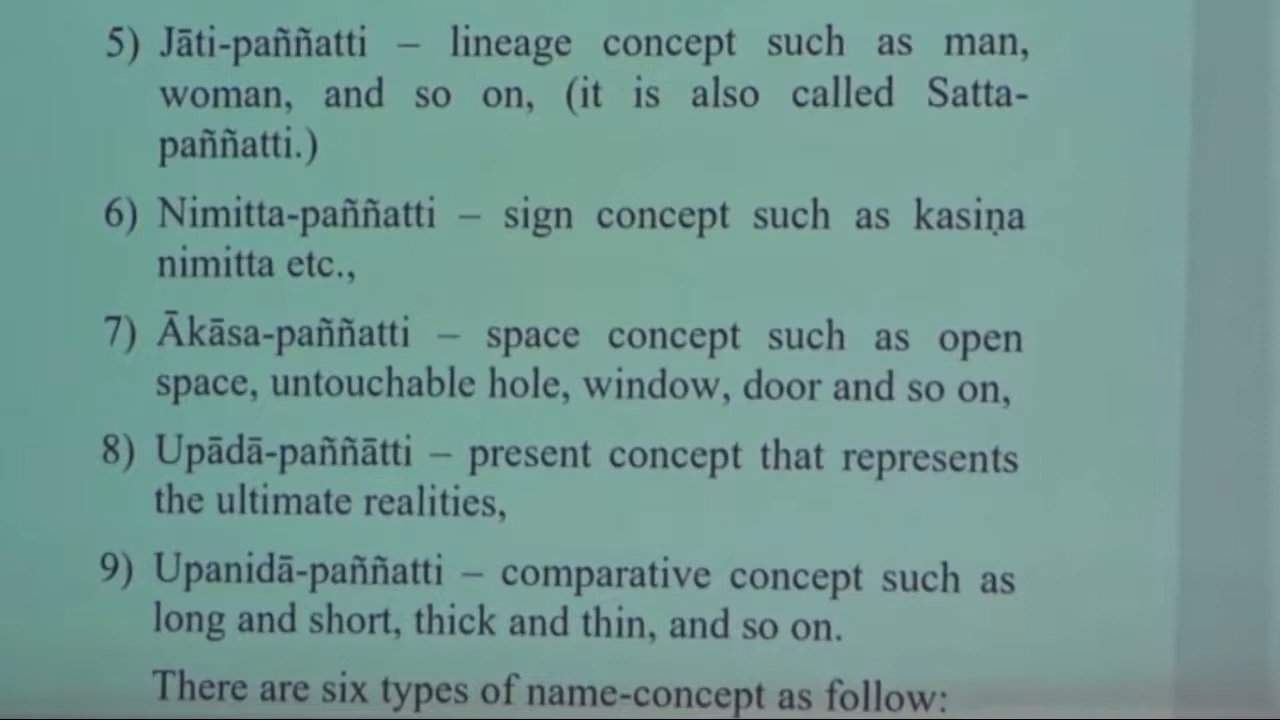 5) Jāti-paññatti – lineage concept such as man,
woman, and so on, (it is also called Satta-
paññatti.)
6) Nimitta-paññatti – sign concept such as kasiṇa
nimitta etc.,
7) Ākāsa-paññatti – space concept such as open
space, untouchable hole, window, door and so on,
8) Upādā-paññātti – present concept that represents
the ultimate realities,
9) Upanidā-paññatti – comparative concept such as
long and short, thick and thin, and so on.
There are six types of name-concept as follow: